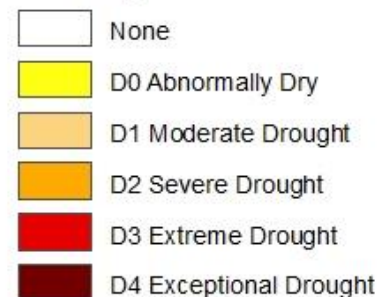 None
D0 Abnormally Dry
D1 Moderate Drought
D2 Severe Drought
D3 Extreme Drought
D4 Exceptional Drought